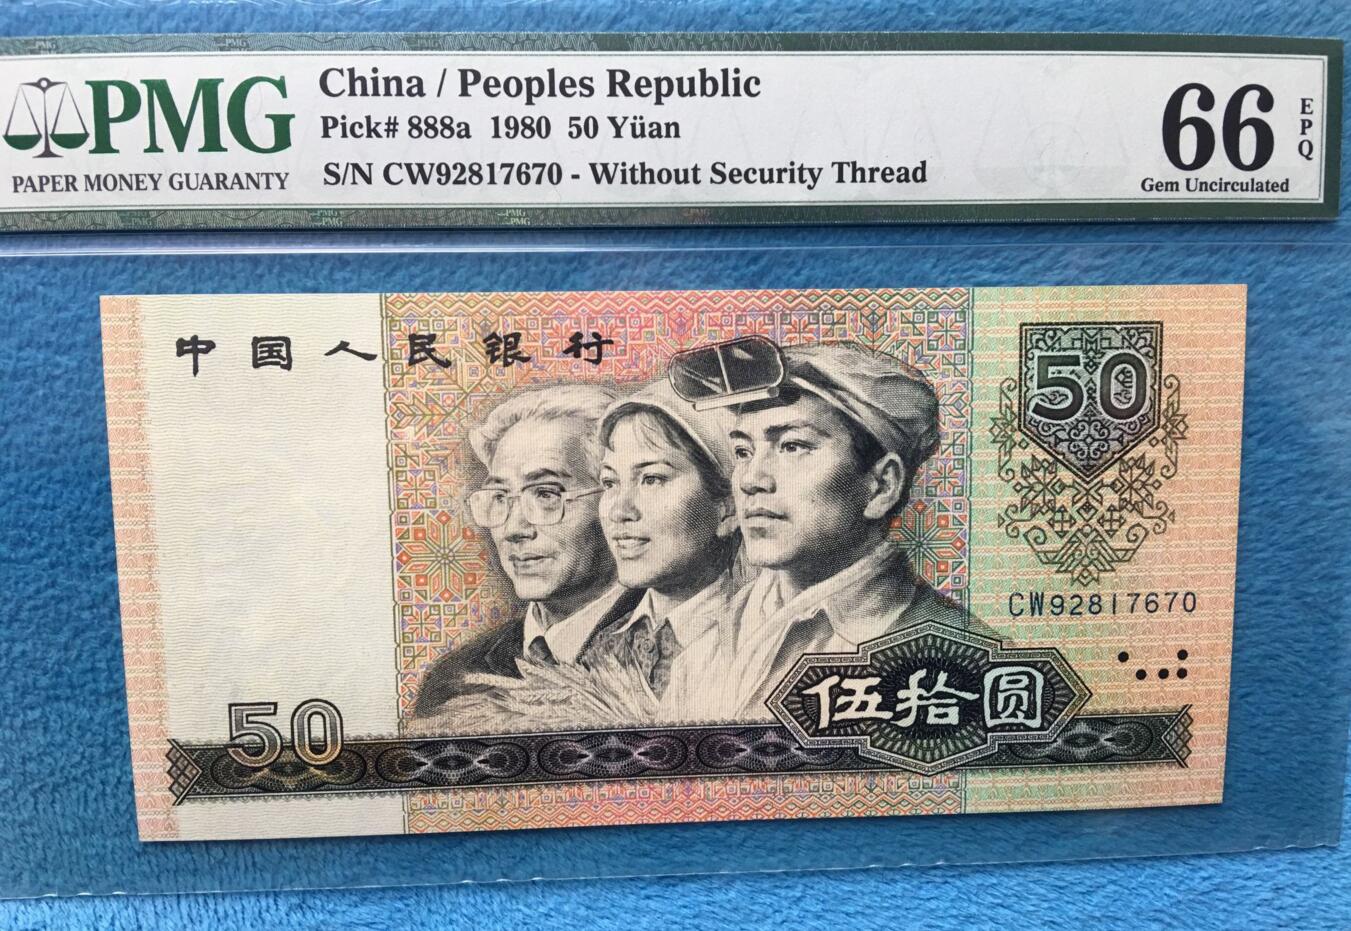 PMG
PAPER MONEY GUARANTY
China / Peoples Republic
Pick# 888a 1980 50 Yüan
S/N CW92817670 - Without Security Thread
66
EPQ
Gem Uncirculated
中国人民银行
50
CW92817670
伍拾圆
50